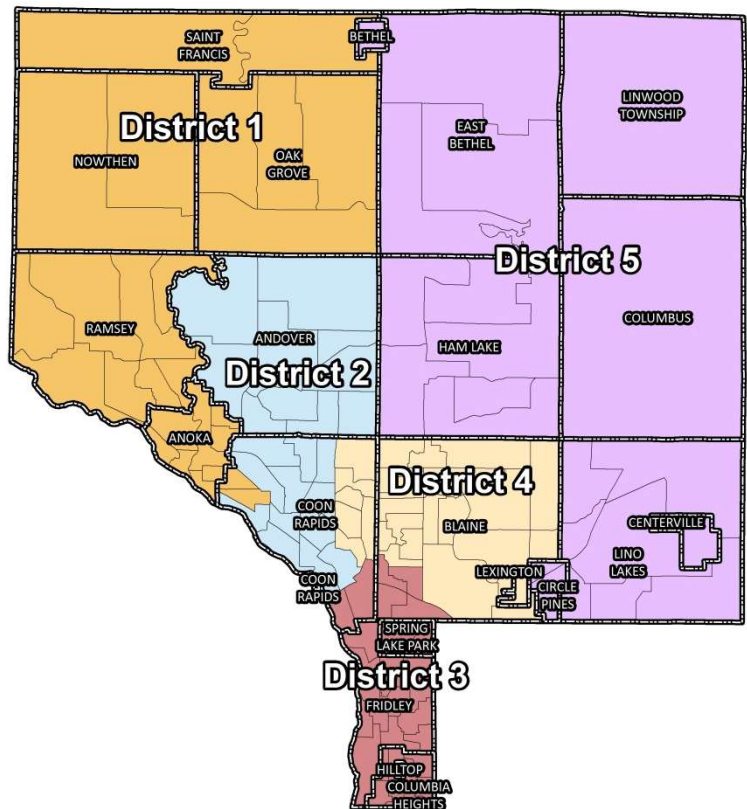 SAINT
FRANCIS
BETHEL
LINWOOD
TOWNSHIP
District 1
EAST
BETHEL
NOWTHEN
OAK
GROVE
District 5
RAMSEY
ANDOVER
HAM LAKE
COLUMBUS
District 2
ANOKA
District 4
COON
RAPIDS
BLAINE
CENTERVILLE
LINO
LAKES
LEXINGTON
CIRCLE
PINES
COON
RAPIDS
SPRING
LAKE PARK
District 3
FRIDLEY
HILLTOP
COLUMBIA
HEIGHTS